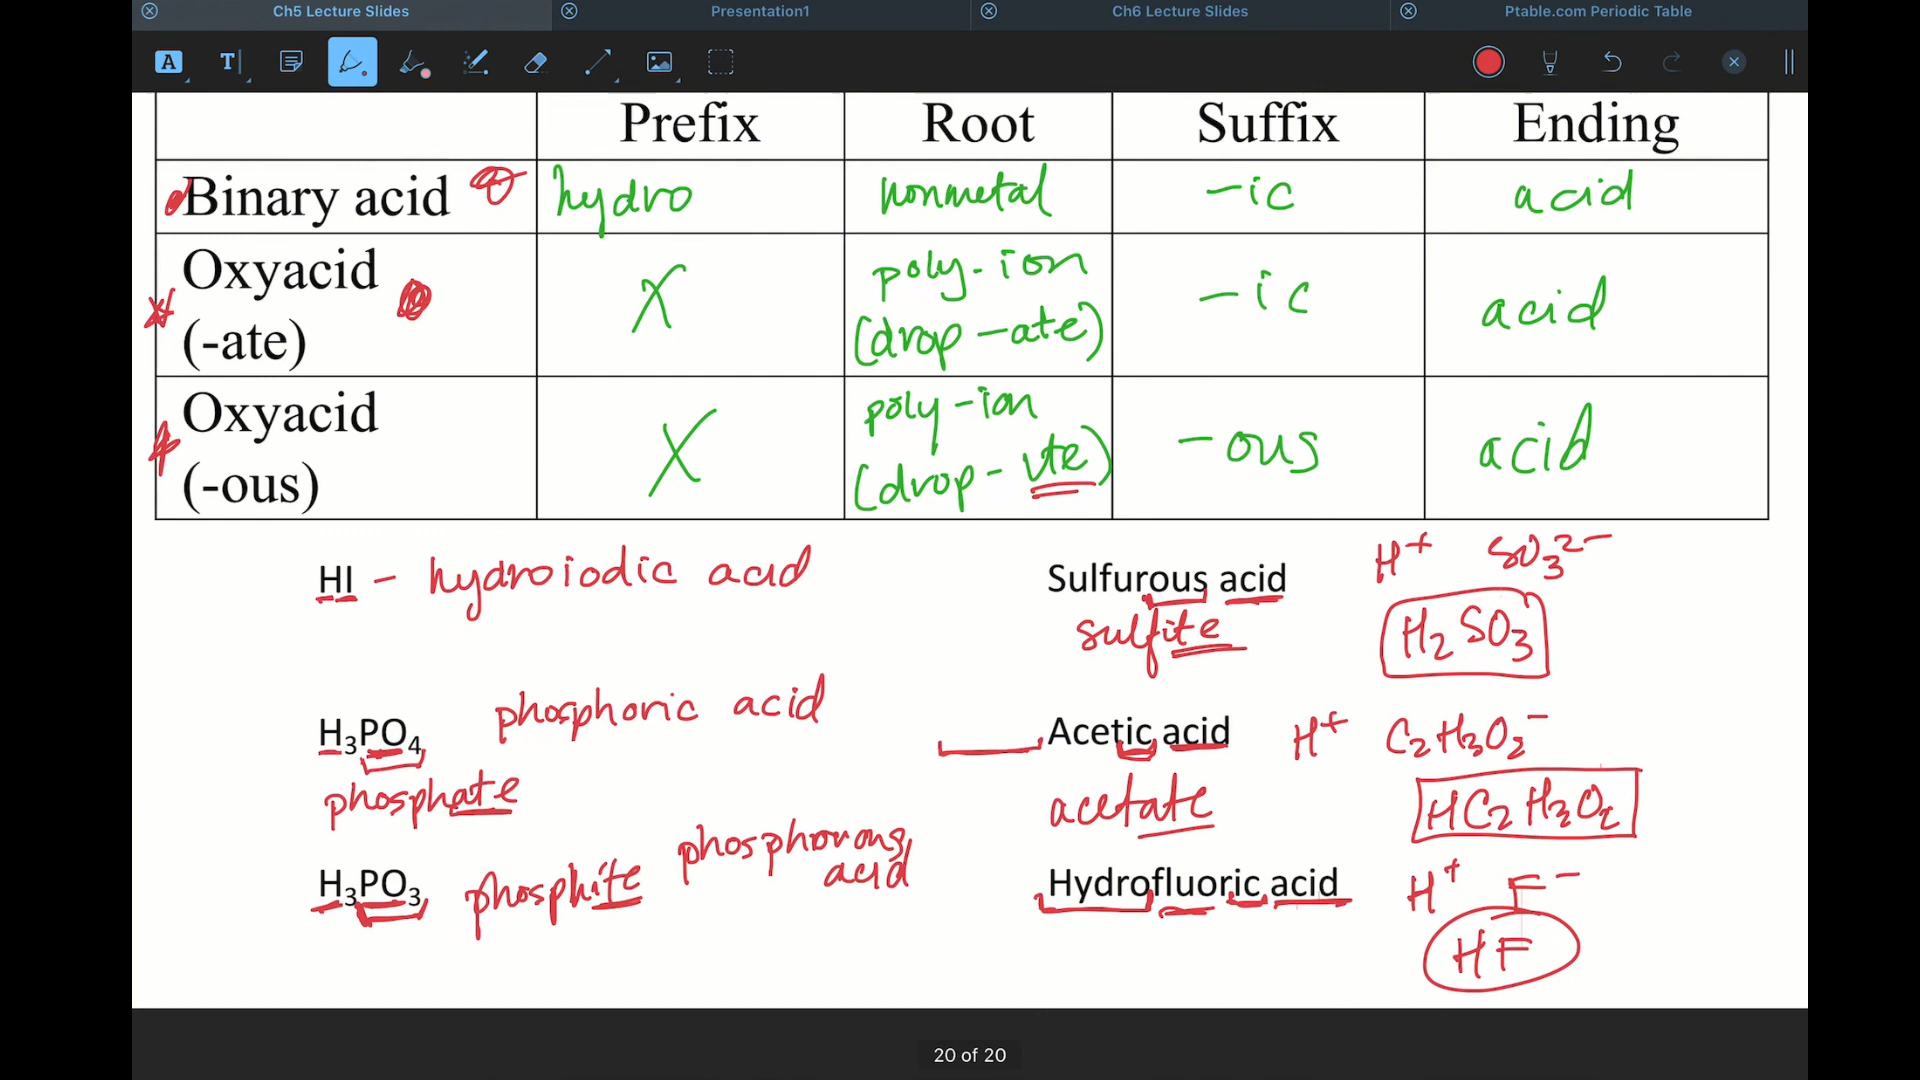 Ch5 Lecture Slides Presentation1 Ch6 Lecture Slides Ptable.com Periodic Table
A T
Prefix Root Suffix Ending
Binary acid hydro nonmetal -ic acid
Oxyacid (-ate) X poly-ion (drop -ate) -ic acid
Oxyacid (-ous) X poly-ion (drop-ite) -ous acid
HI - hydroiodic acid
Sulfurous acid H⁺ SO₃²⁻
sulfite H₂SO₃
H₃PO₄ phosphoric acid
phosphate
Acetic acid H⁺ C₂H₃O₂⁻
acetate HC₂H₃O₂
H₃PO₃ phosphite phosphorous acid
Hydrofluoric acid H⁺ F⁻
HF
20 of 20